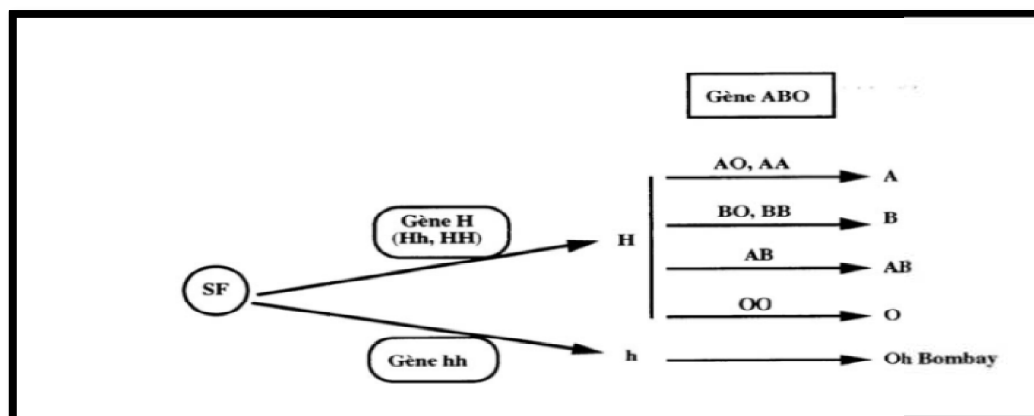 Gène ABO
AO, AA
A
Gène H
(Hh, HH)
BO, BB
B
H
AB
AB
SF
OO
O
Gène hh
h
Oh Bombay